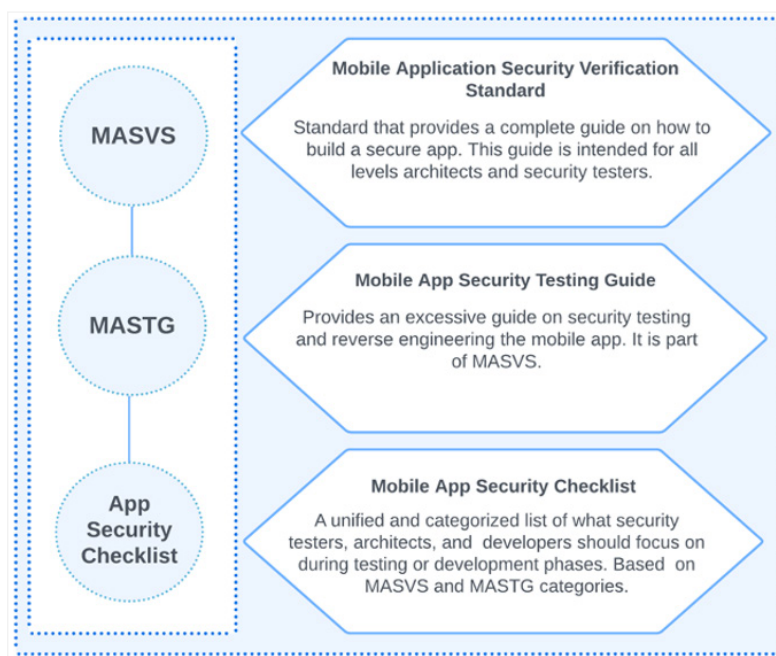 MASVS
Mobile Application Security Verification
Standard
Standard that provides a complete guide on how to
build a secure app. This guide is intended for all
levels architects and security testers.
MASTG
Mobile App Security Testing Guide
Provides an excessive guide on security testing
and reverse engineering the mobile app. It is part
of MASVS.
App
Security
Checklist
Mobile App Security Checklist
A unified and categorized list of what security
testers, architects, and developers should focus on
during testing or development phases. Based on
MASVS and MASTG categories.